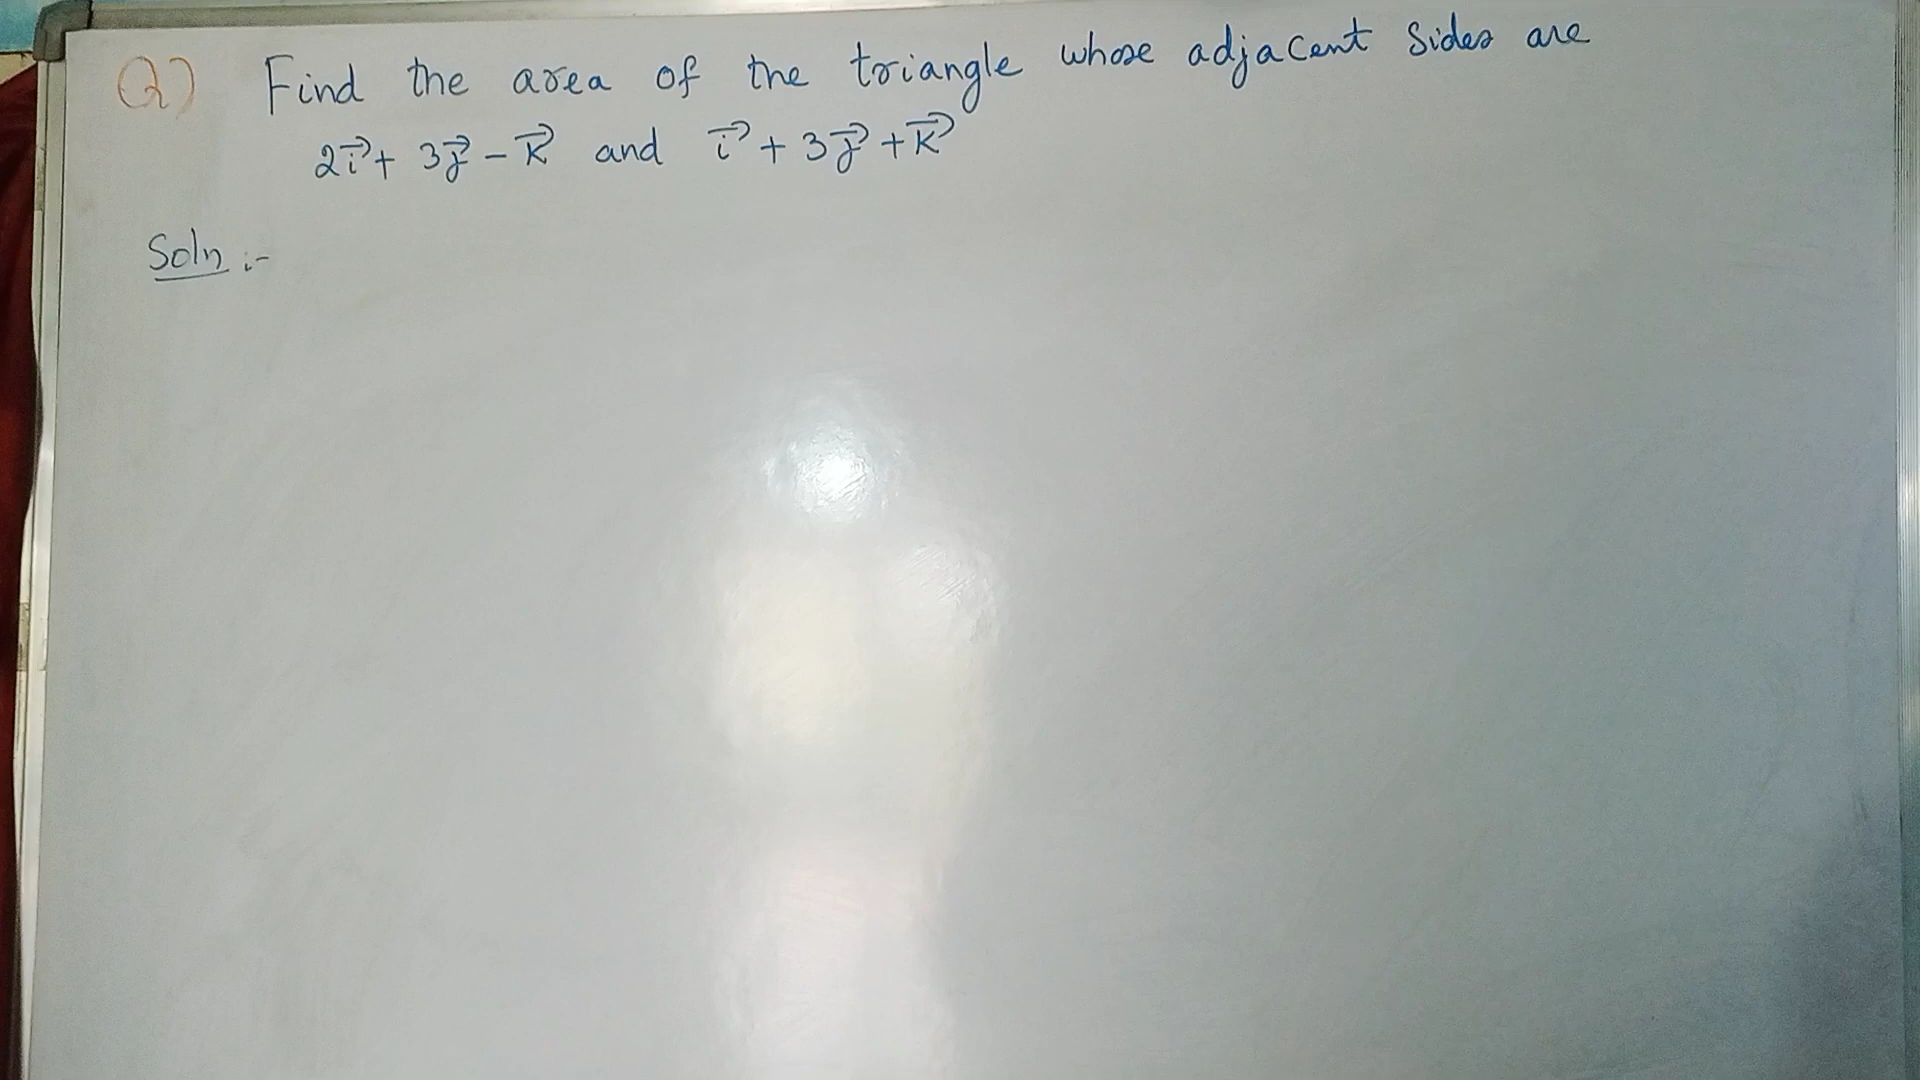 Q) Find the area of the triangle whose adjacent sides are
2i⃗ + 3j⃗ - k⃗ and i⃗ + 3j⃗ + k⃗
Soln :-